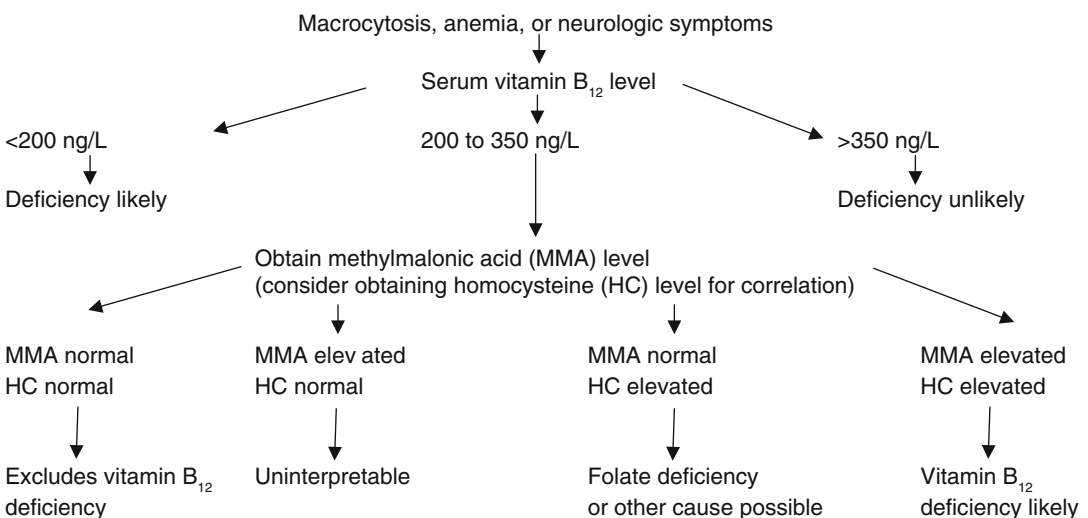 Macrocytosis, anemia, or neurologic symptoms
Serum vitamin B₁₂ level
<200 ng/L
200 to 350 ng/L
>350 ng/L
Deficiency likely
Deficiency unlikely
Obtain methylmalonic acid (MMA) level
(consider obtaining homocysteine (HC) level for correlation)
MMA normal
HC normal
MMA elev ated
HC normal
MMA normal
HC elevated
MMA elevated
HC elevated
Excludes vitamin B₁₂
deficiency
Uninterpretable
Folate deficiency
or other cause possible
Vitamin B₁₂
deficiency likely